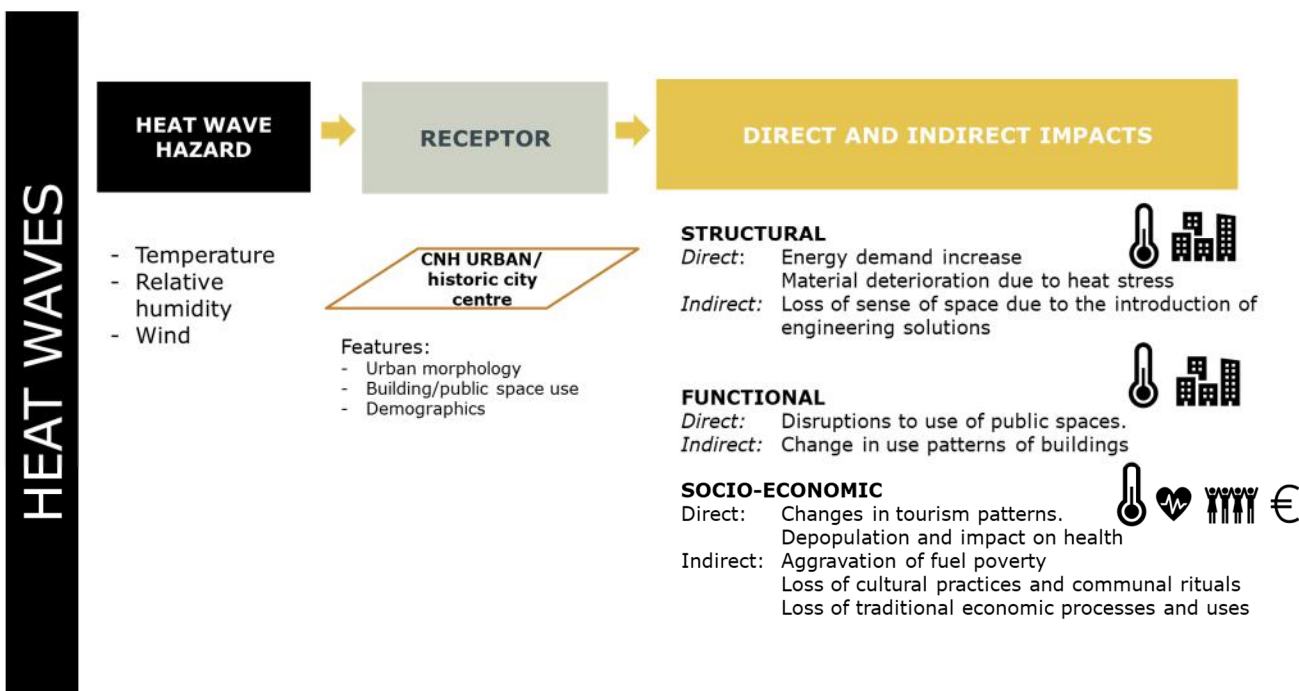 HEAT WAVES
HEAT WAVE
HAZARD
RECEPTOR
DIRECT AND INDIRECT IMPACTS
- Temperature
- Relative
humidity
- Wind
CNH URBAN/
historic city
centre
Features:
- Urban morphology
- Building/public space use
- Demographics
STRUCTURAL
Direct: Energy demand increase
Material deterioration due to heat stress
Indirect: Loss of sense of space due to the introduction of
engineering solutions
FUNCTIONAL
Direct: Disruptions to use of public spaces.
Indirect: Change in use patterns of buildings
SOCIO-ECONOMIC
€
Direct: Changes in tourism patterns.
Depopulation and impact on health
Indirect: Aggravation of fuel poverty
Loss of cultural practices and communal rituals
Loss of traditional economic processes and uses